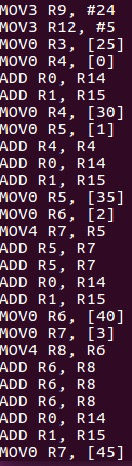 MOV3 R9, #24
MOV3 R12, #5
MOV0 R3, [25]
MOV0 R4, [0]
ADD R0, R14
ADD R1, R15
MOV0 R4, [30]
MOV0 R5, [1]
ADD R4, R4
ADD R0, R14
ADD R1, R15
MOV0 R5, [35]
MOV0 R6, [2]
MOV4 R7, R5
ADD R5, R7
ADD R5, R7
ADD R0, R14
ADD R1, R15
MOV0 R6, [40]
MOV0 R7, [3]
MOV4 R8, R6
ADD R6, R8
ADD R6, R8
ADD R6, R8
ADD R0, R14
ADD R1, R15
MOV0 R7, [45]